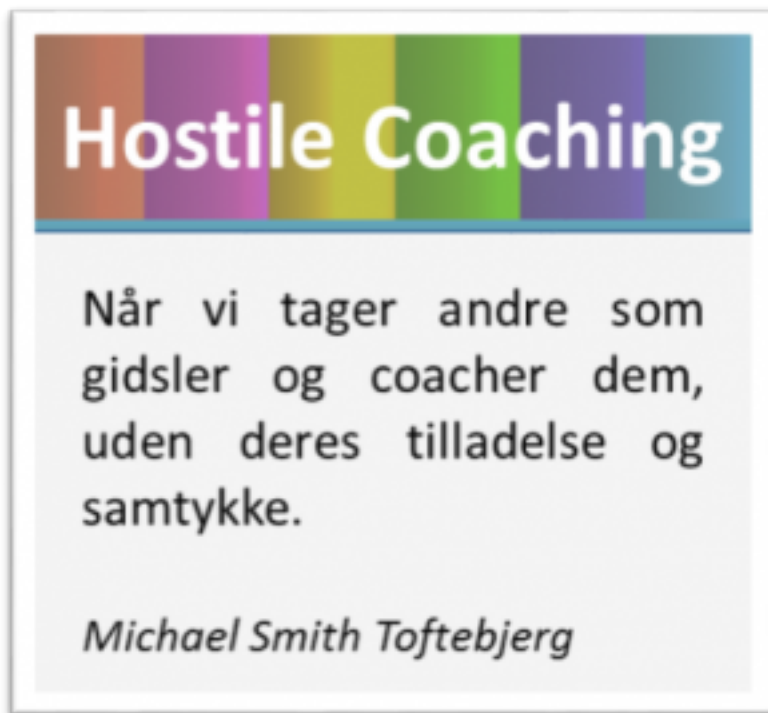 Hostile Coaching
Når vi tager andre som
gidsler og coacher dem,
uden deres tilladelse og
samtykke.
Michael Smith Toftebjerg